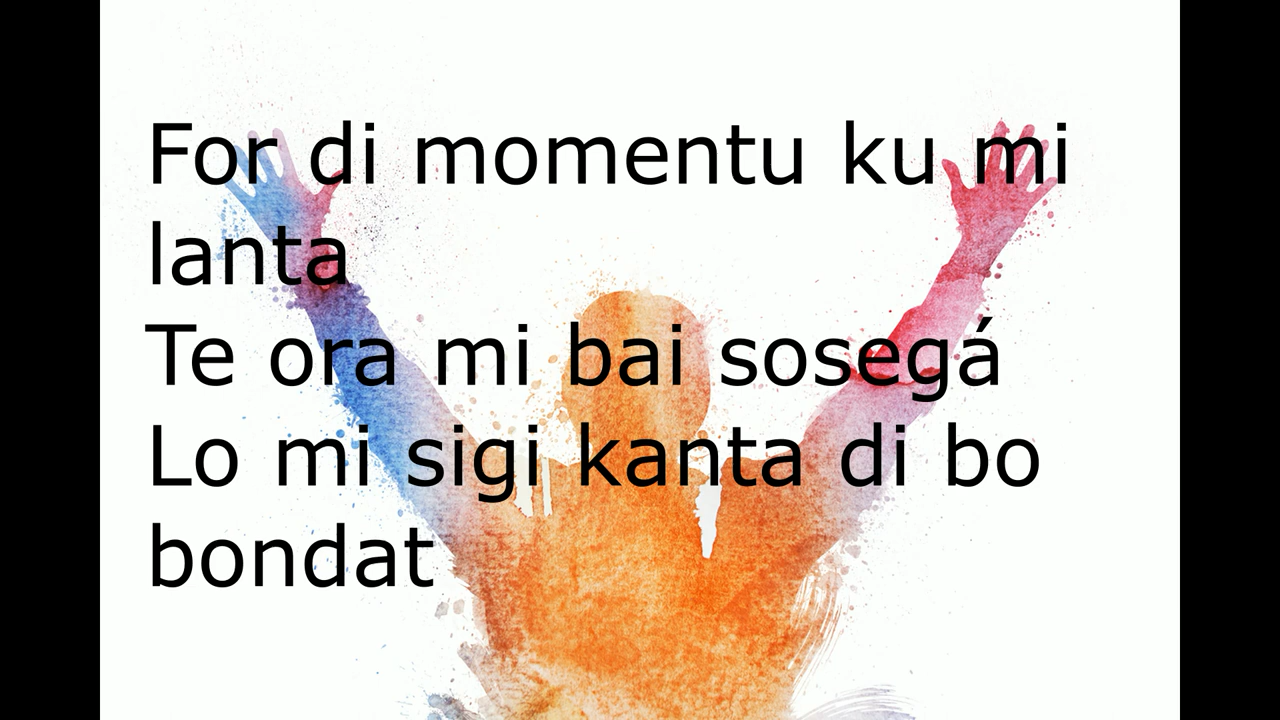 For di momentu ku mi
lanta
Te ora mi bai sosegá
Lo mi sigi kanta di bo
bondat